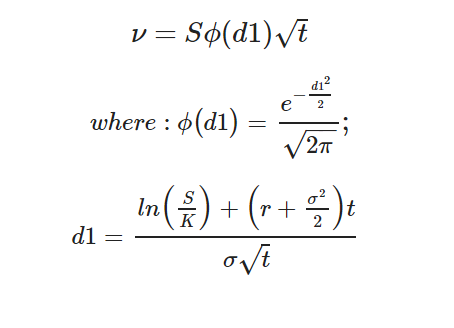 ν = Sϕ(d1)√t
where : ϕ(d1) = e^(−d1²/2) / √(2π);
d1 = (ln(S/K) + (r + σ²/2)t) / (σ√t)